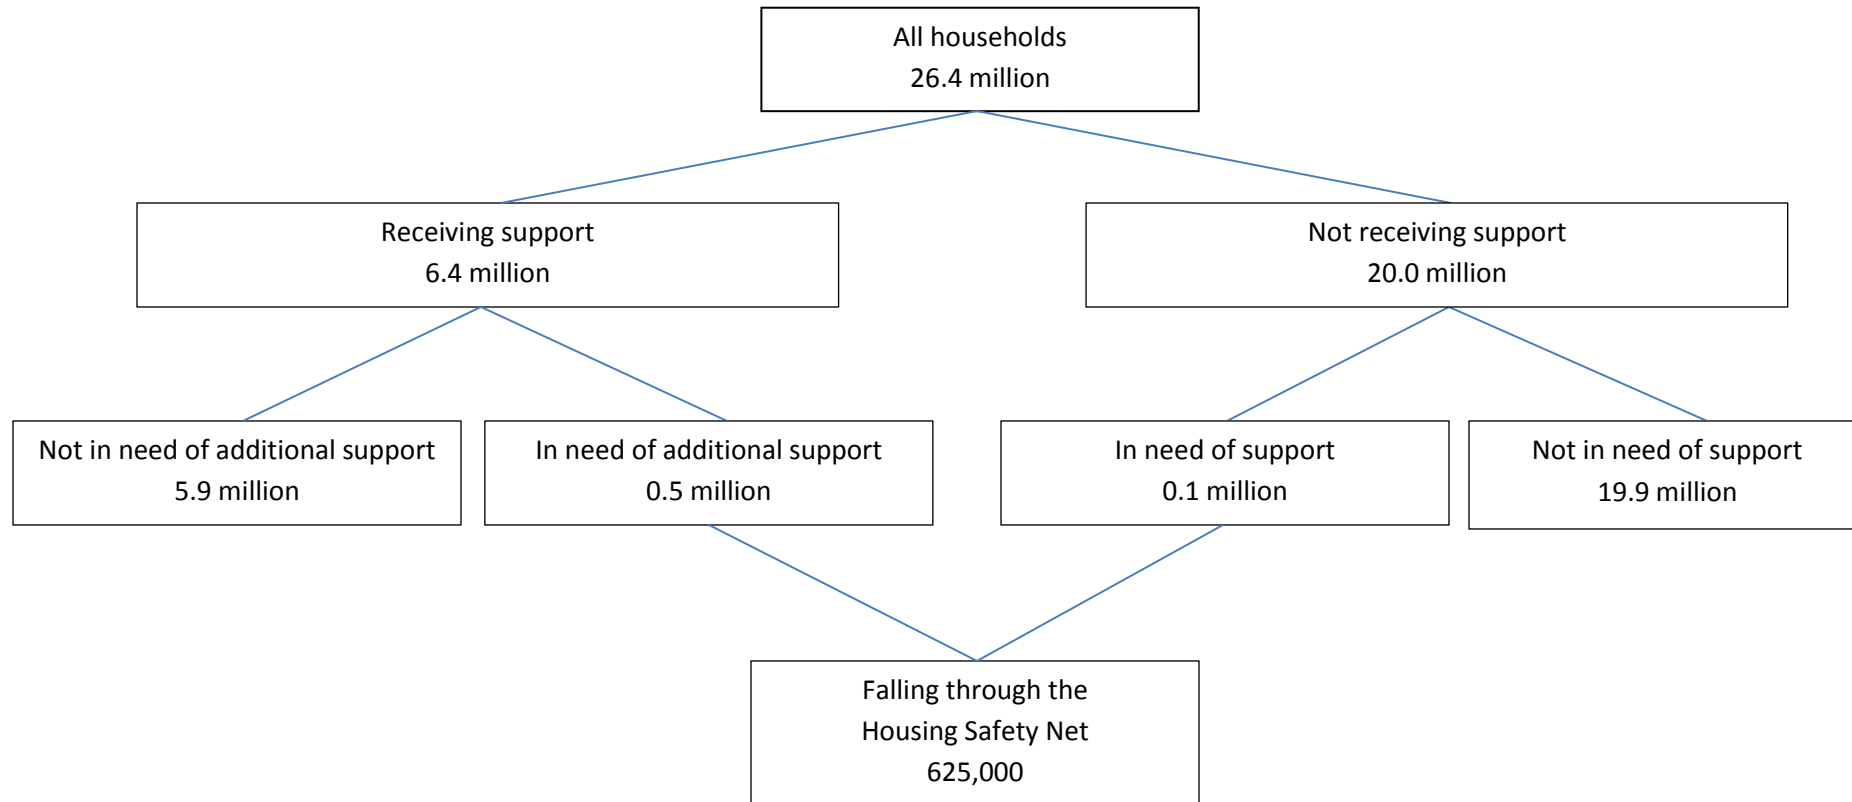 All households
26.4 million
Receiving support
6.4 million
Not receiving support
20.0 million
Not in need of additional support
5.9 million
In need of additional support
0.5 million
In need of support
0.1 million
Not in need of support
19.9 million
Falling through the
Housing Safety Net
625,000